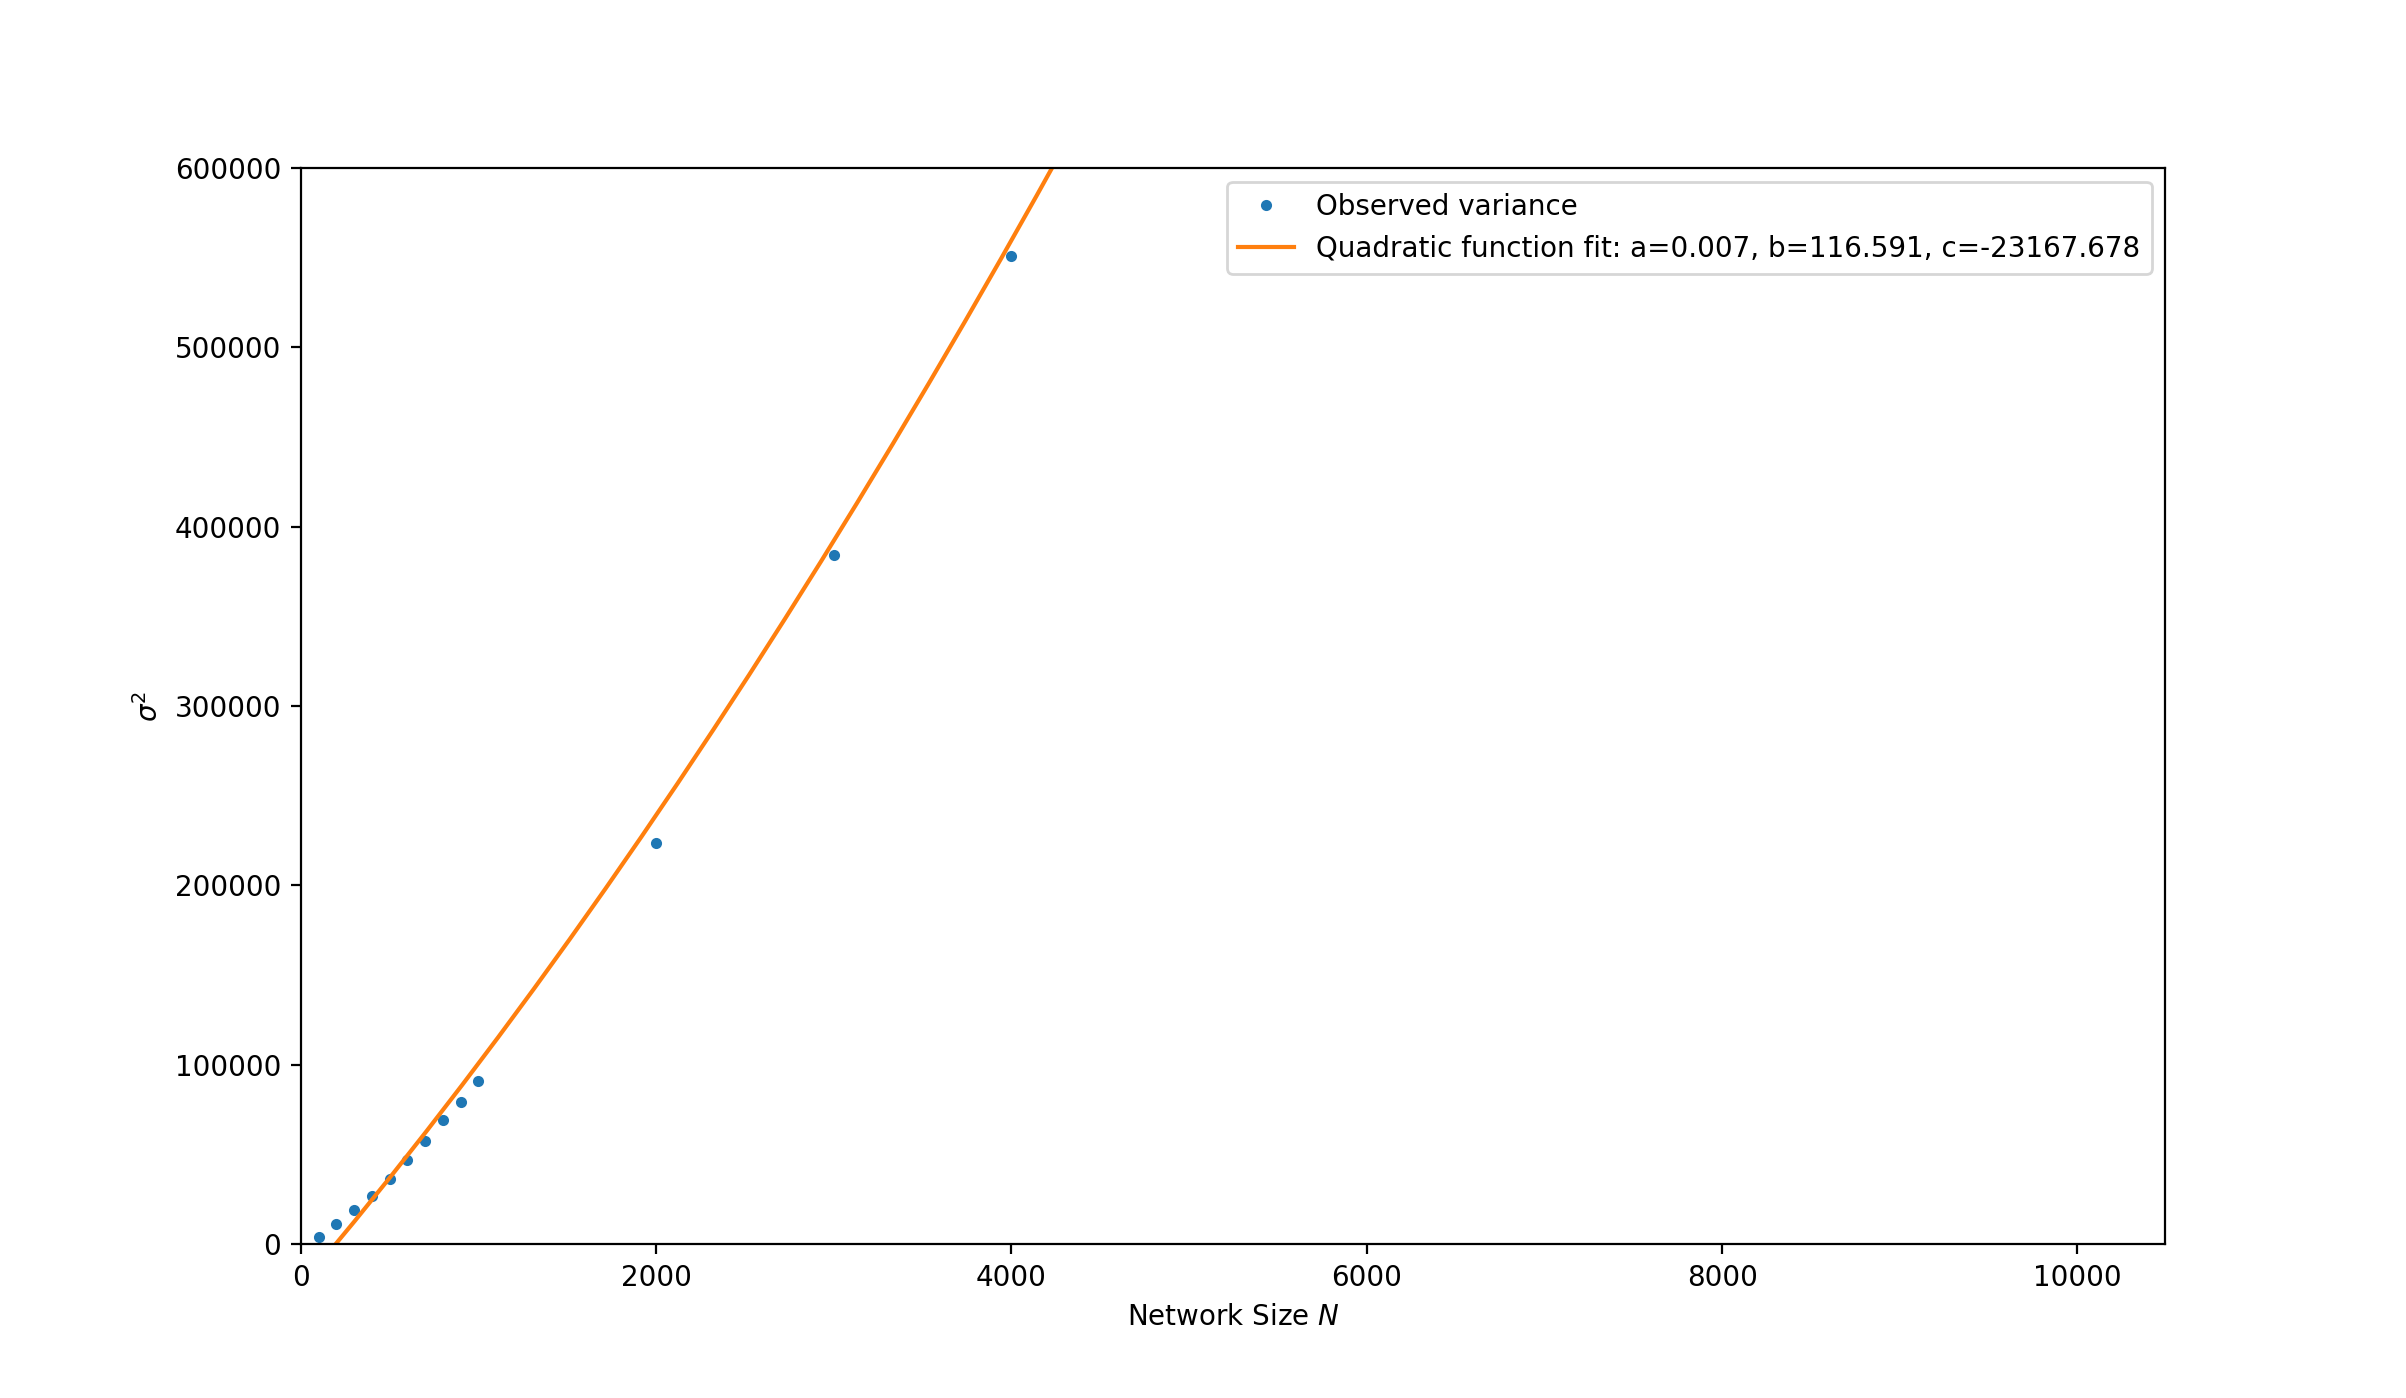 600000
500000
400000
300000
200000
100000
0
σ²
0 2000 4000 6000 8000 10000
Network Size N
Observed variance
Quadratic function fit: a=0.007, b=116.591, c=-23167.678